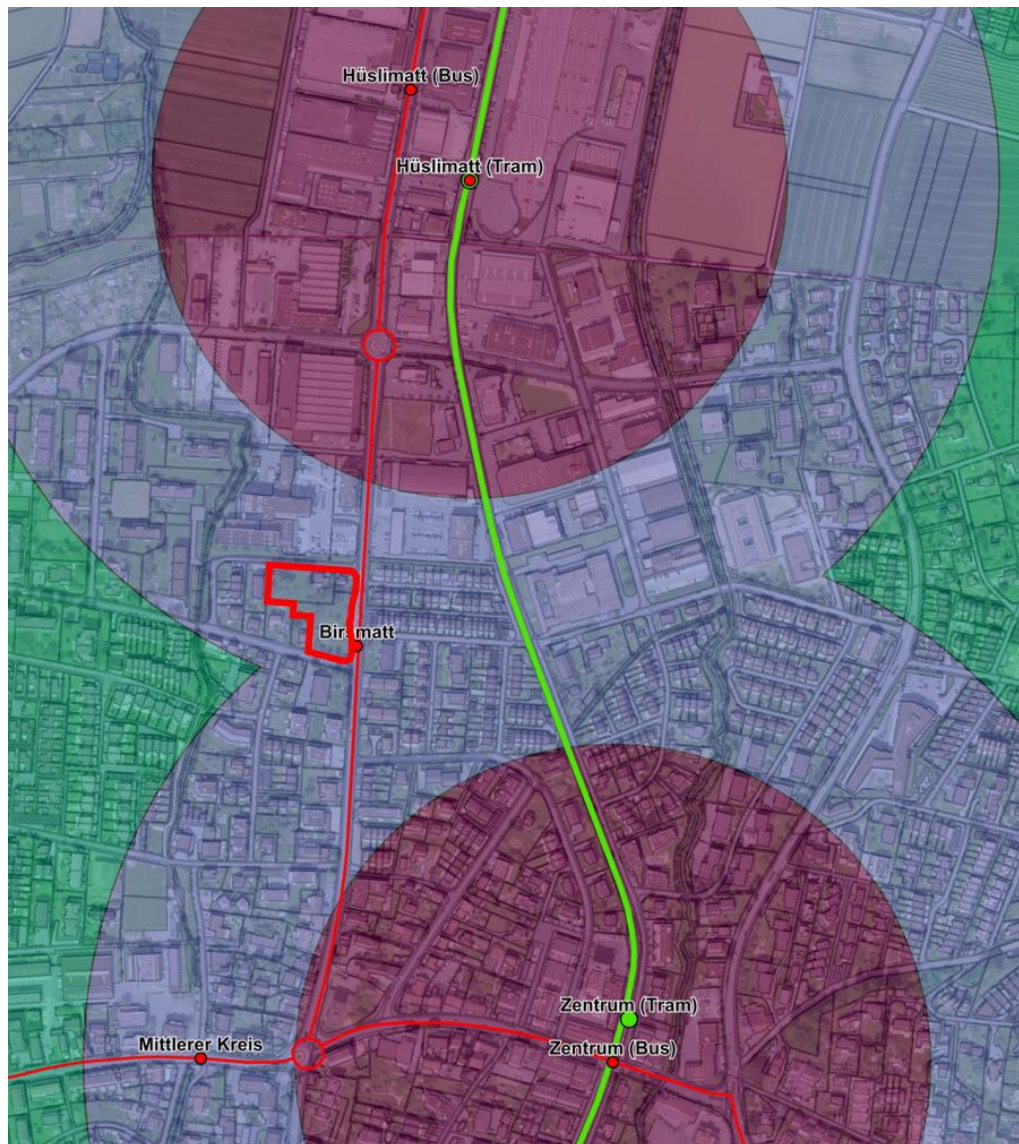 Hüslimatt (Bus)
Hüslimatt (Tram)
Birsmatt
Zentrum (Tram)
Mittlerer Kreis
Zentrum (Bus)